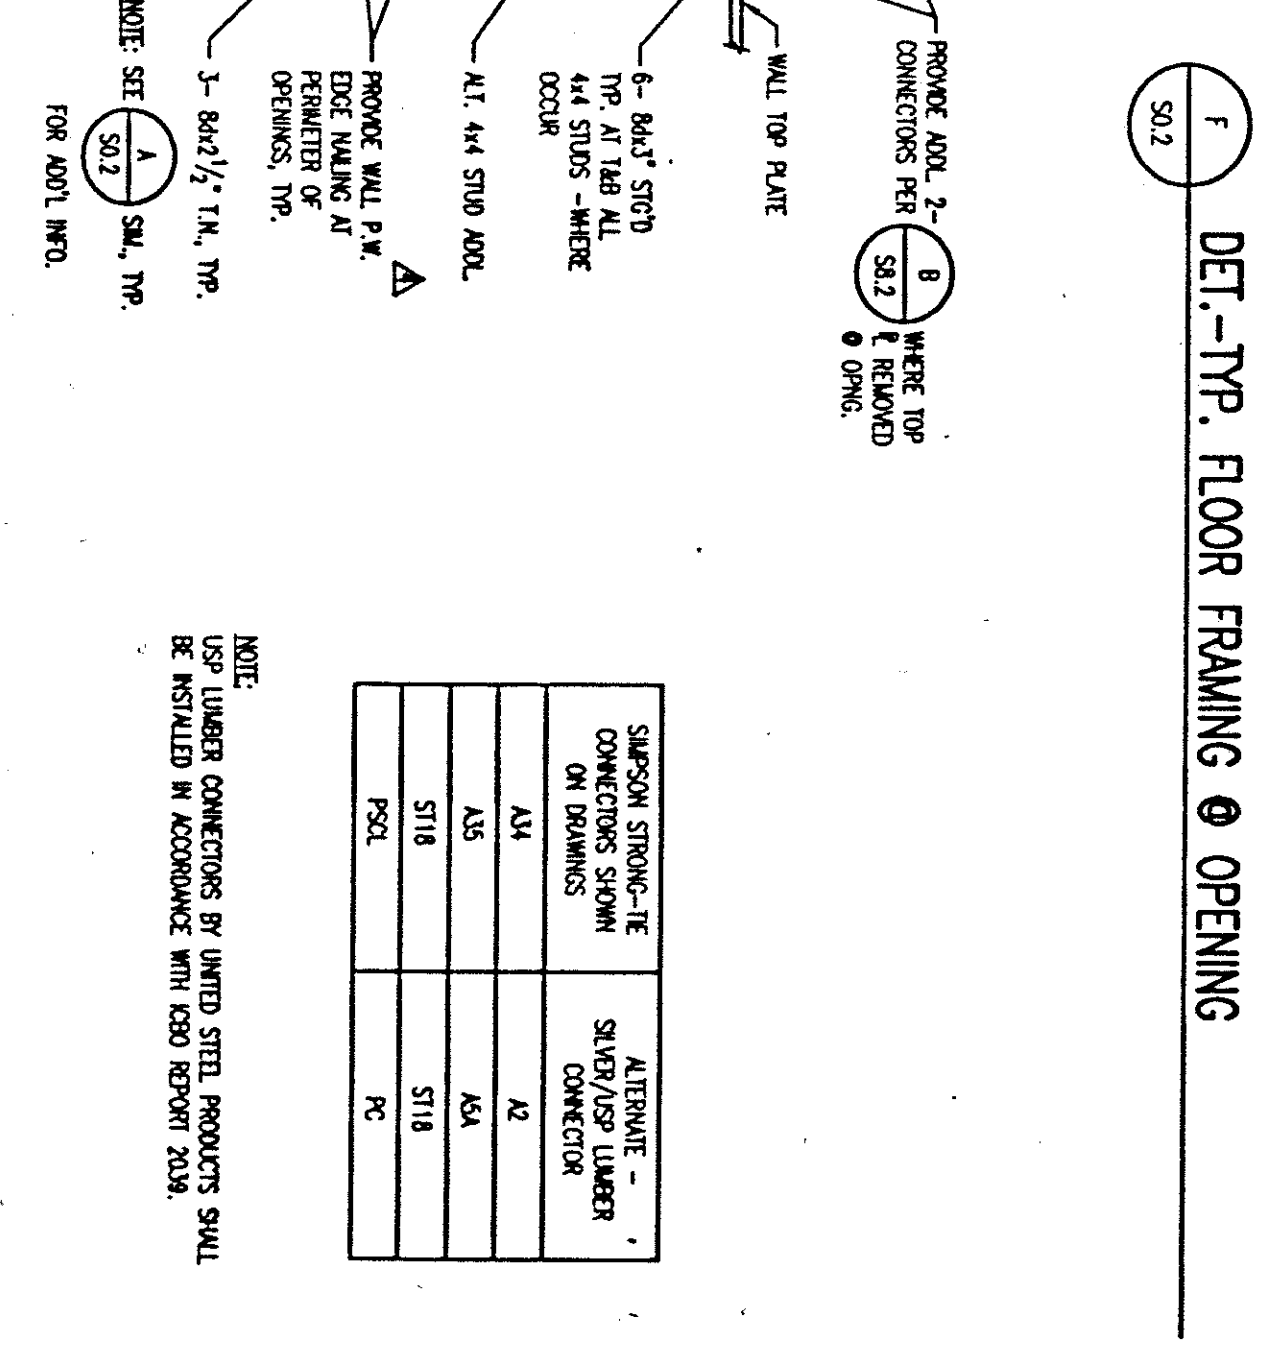 F
S0.2
DET.-TYP. FLOOR FRAMING @ OPENING
PROVIDE ADDL. 2-
CONNECTORS PER
B
S8.2
WHERE TOP
PL REMOVED
@ OPNG.
WALL TOP PLATE
6- 8dx3" STG'D
TYP. AT T&B ALL
4x4 STUDS -WHERE
OCCUR
ALT. 4x4 STUD ADDL.
PROVIDE WALL P.W.
EDGE NAILING AT
PERIMETER OF
OPENINGS, TYP.
3- 8dx2 1/2" T.N., TYP.
NOTE: SEE
A
S0.2
SIM., TYP.
FOR ADD'L INFO.
SIMPSON STRONG-TIE
CONNECTORS SHOWN
ON DRAWINGS
ALTERNATE -
SILVER/USP LUMBER
CONNECTOR
A34
A2
A35
A5A
ST18
ST18
PSCL
PC
NOTE:
USP LUMBER CONNECTORS BY UNITED STEEL PRODUCTS SHALL
BE INSTALLED IN ACCORDANCE WITH ICBO REPORT 2039.